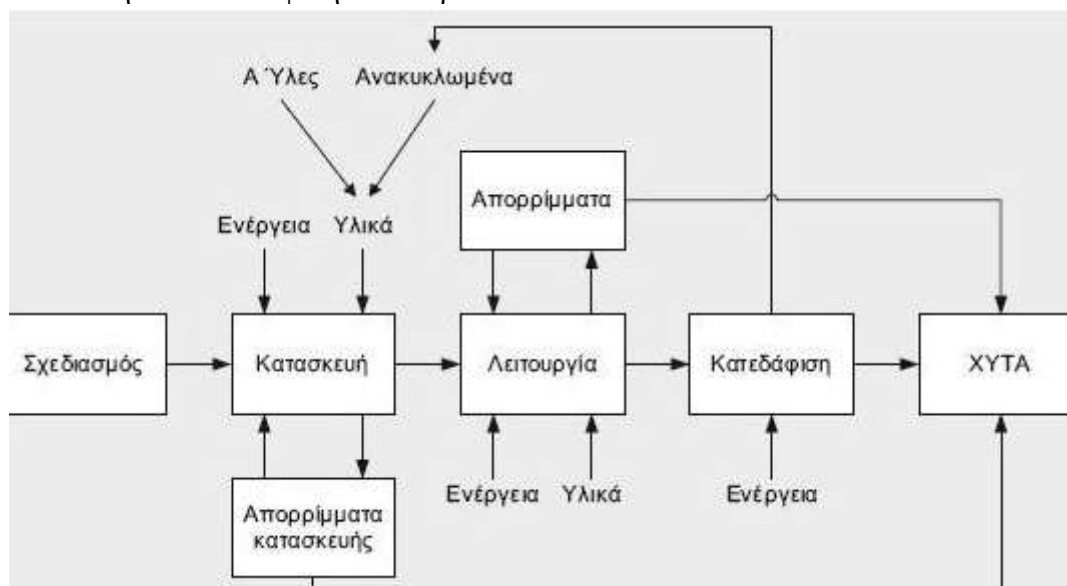 Α Ύλες Ανακυκλωμένα
Απορρίμματα
Ενέργεια Υλικά
Σχεδιασμός Κατασκευή Λειτουργία Κατεδάφιση ΧΥΤΑ
Ενέργεια Υλικά Ενέργεια
Απορρίμματα
κατασκευής